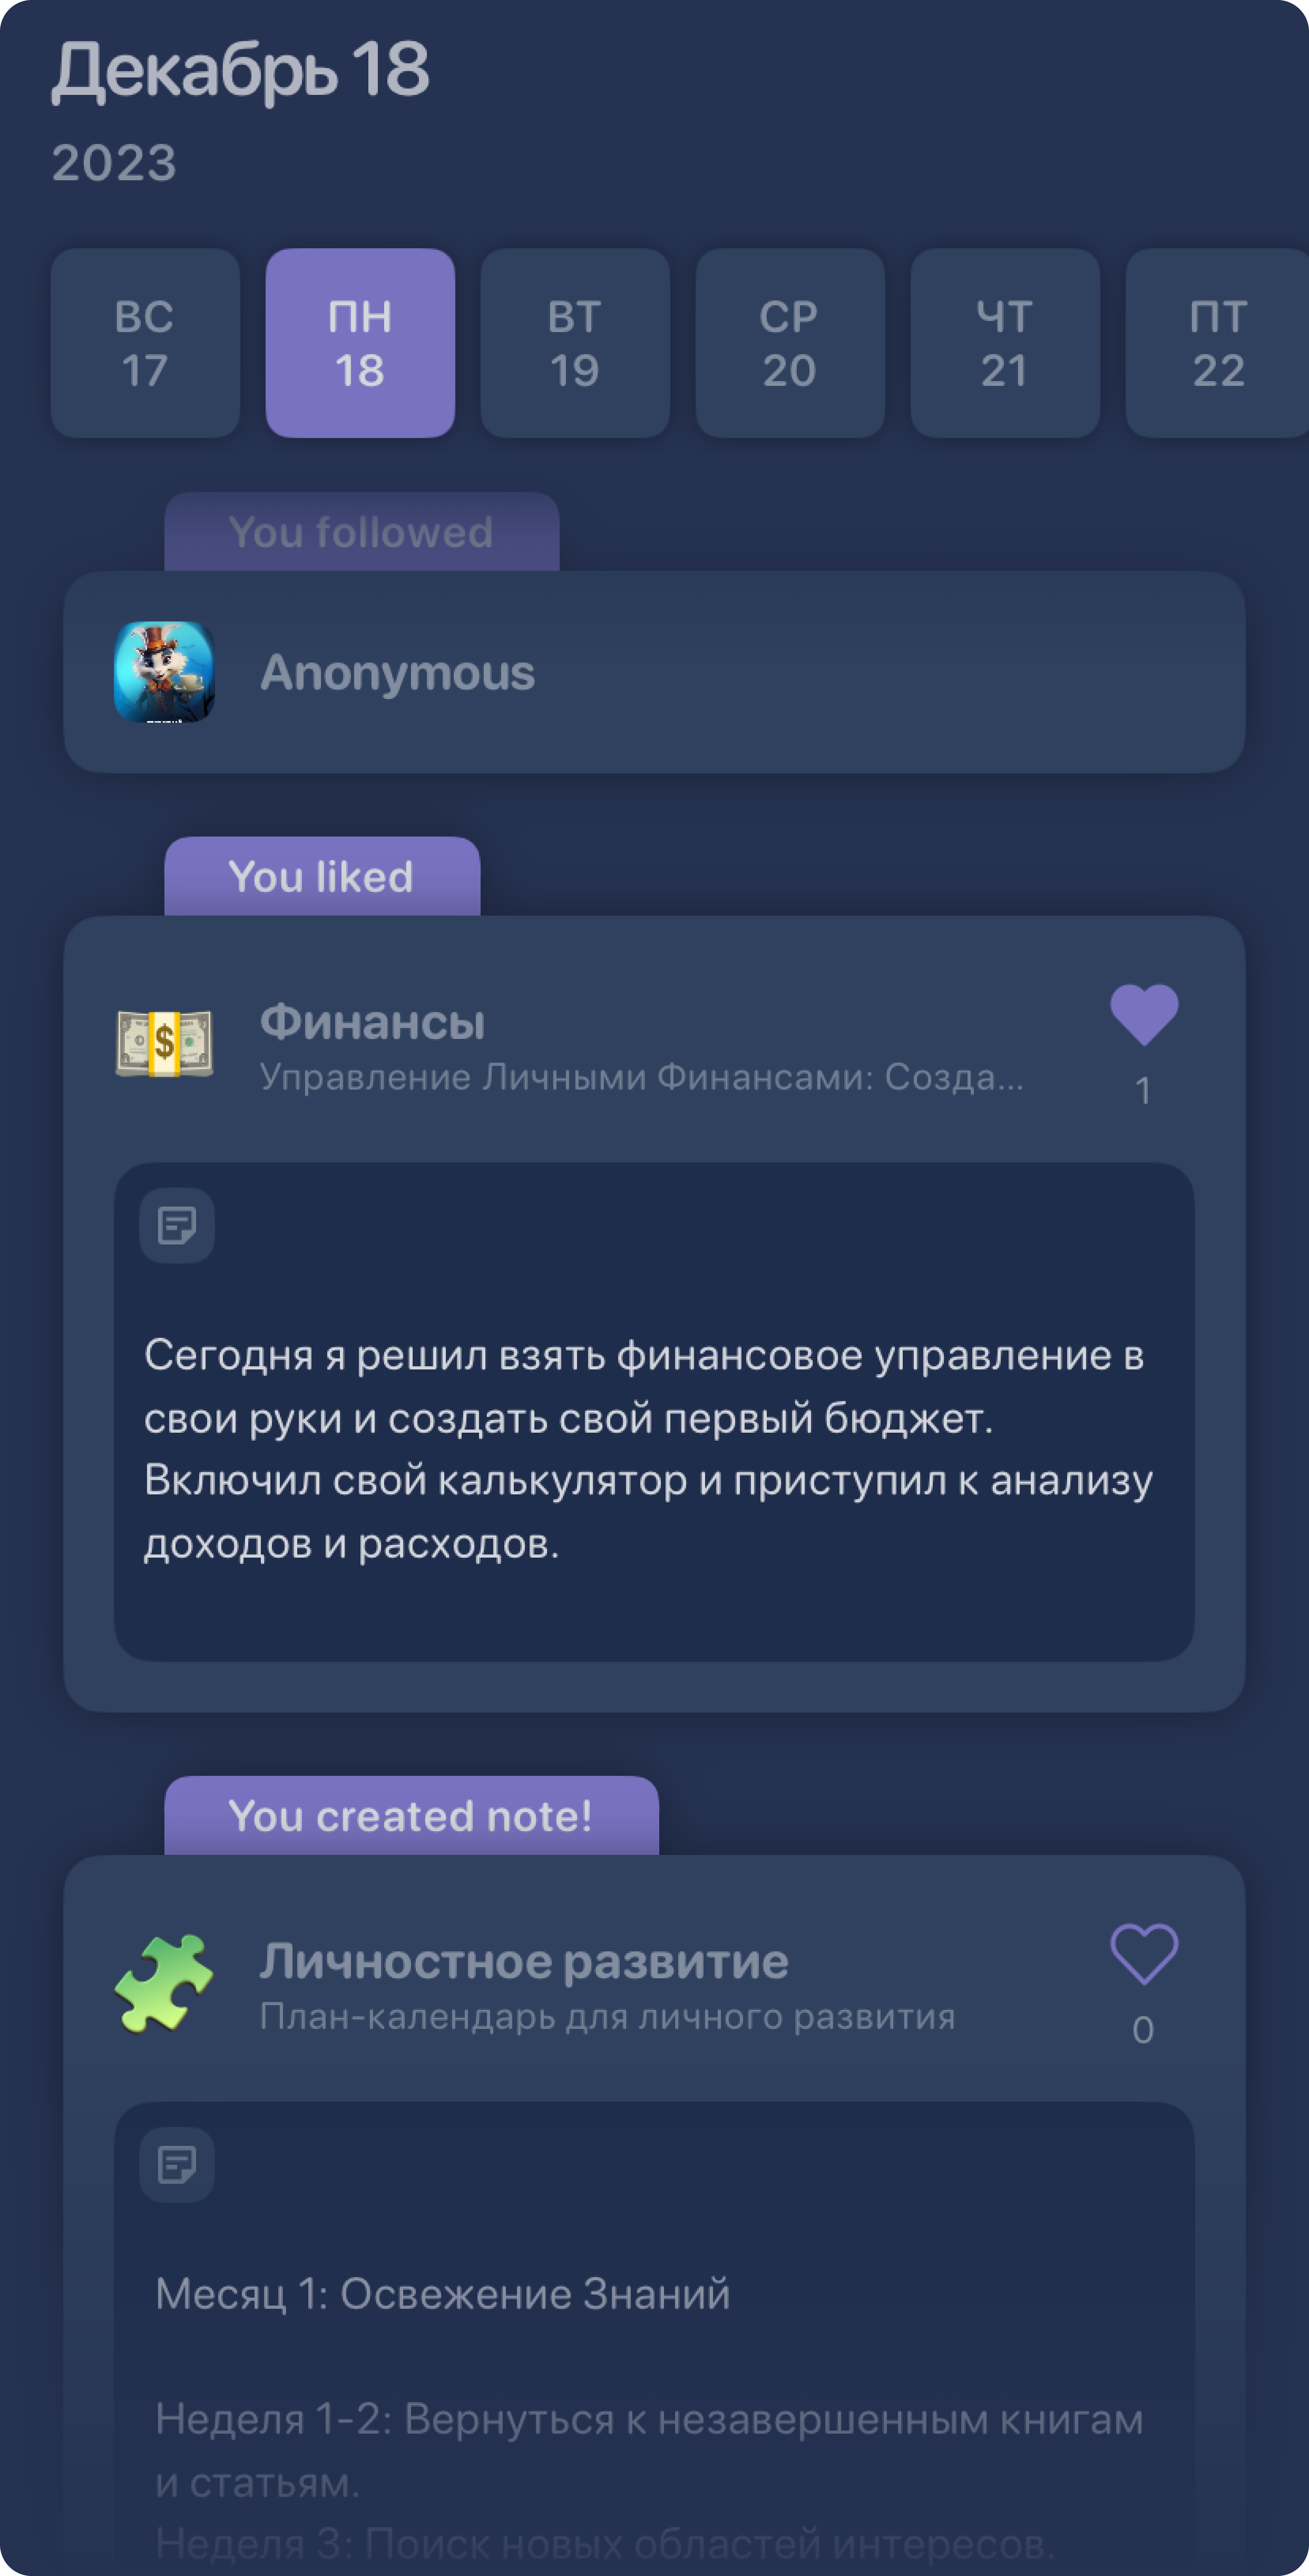 Декабрь 18
2023
ВС ПН ВТ СР ЧТ ПТ
17 18 19 20 21 22
You followed
Anonymous
You liked
Финансы
Управление Личными Финансами: Созда...
1
Сегодня я решил взять финансовое управление в
свои руки и создать свой первый бюджет.
Включил свой калькулятор и приступил к анализу
доходов и расходов.
You created note!
Личностное развитие
План-календарь для личного развития
0
Месяц 1: Освежение Знаний
Неделя 1-2: Вернуться к незавершенным книгам
и статьям.
Неделя 3: Поиск новых областей интересов.